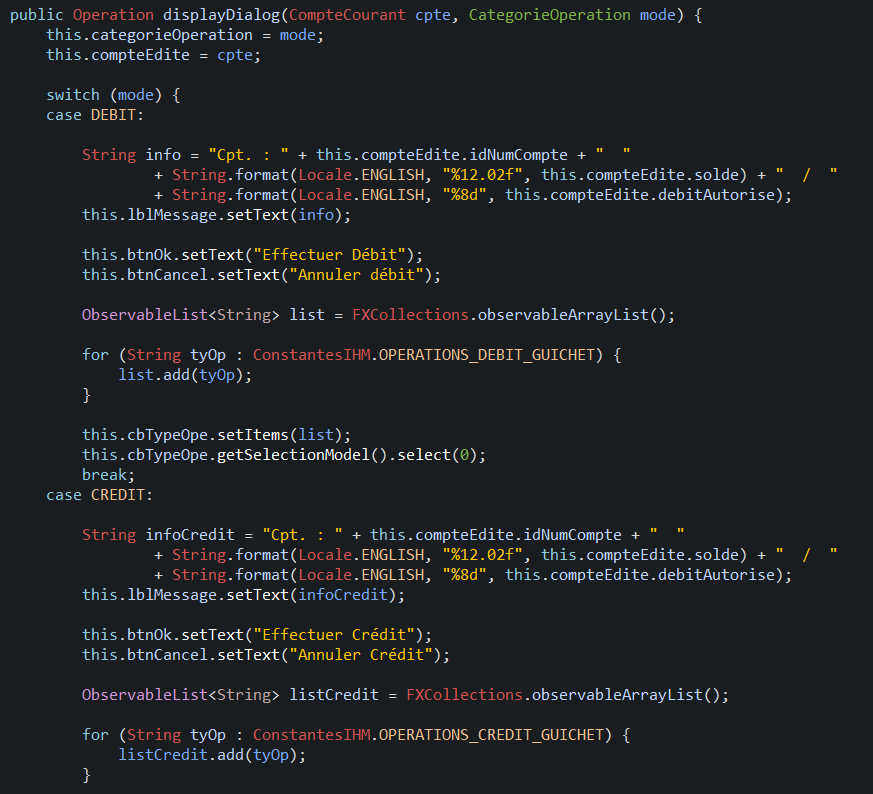 public Operation displayDialog(CompteCourant cpte, CategorieOperation mode) {
    this.categorieOperation = mode;
    this.compteEdite = cpte;

    switch (mode) {
    case DEBIT:

        String info = "Cpt. : " + this.compteEdite.idNumCompte + "  "
                + String.format(Locale.ENGLISH, "%12.02f", this.compteEdite.solde) + "  /  "
                + String.format(Locale.ENGLISH, "%8d", this.compteEdite.debitAutorise);
        this.lblMessage.setText(info);

        this.btnOk.setText("Effectuer Débit");
        this.btnCancel.setText("Annuler débit");

        ObservableList<String> list = FXCollections.observableArrayList();

        for (String tyOp : ConstantesIHM.OPERATIONS_DEBIT_GUICHET) {
            list.add(tyOp);
        }

        this.cbTypeOpe.setItems(list);
        this.cbTypeOpe.getSelectionModel().select(0);
        break;
    case CREDIT:

        String infoCredit = "Cpt. : " + this.compteEdite.idNumCompte + "  "
                + String.format(Locale.ENGLISH, "%12.02f", this.compteEdite.solde) + "  /  "
                + String.format(Locale.ENGLISH, "%8d", this.compteEdite.debitAutorise);
        this.lblMessage.setText(infoCredit);

        this.btnOk.setText("Effectuer Crédit");
        this.btnCancel.setText("Annuler Crédit");

        ObservableList<String> listCredit = FXCollections.observableArrayList();

        for (String tyOp : ConstantesIHM.OPERATIONS_CREDIT_GUICHET) {
            listCredit.add(tyOp);
        }